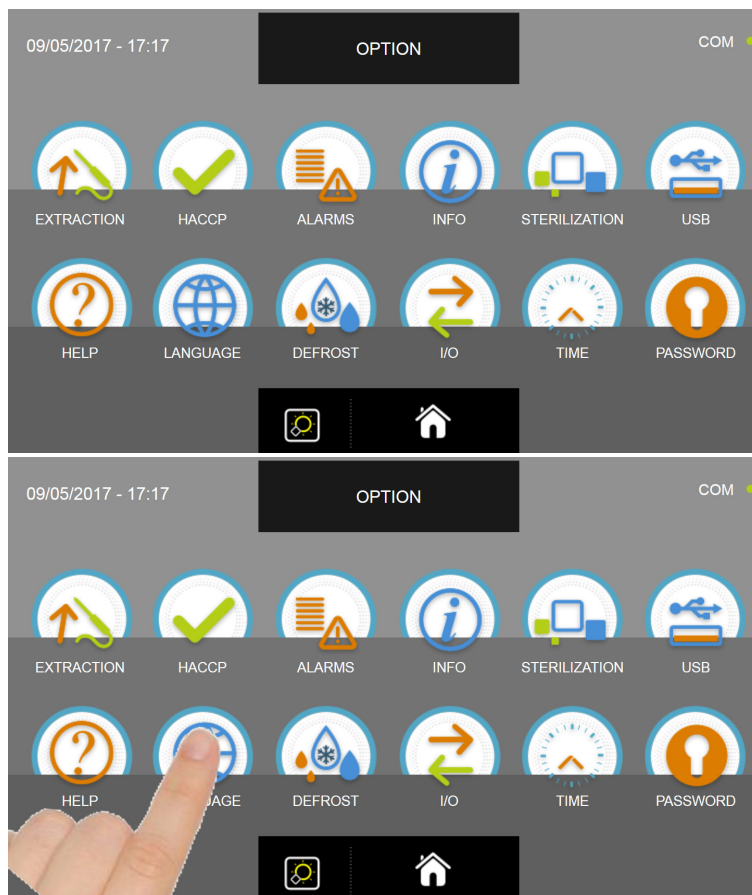 09/05/2017 - 17:17 OPTION COM
EXTRACTION HACCP ALARMS INFO STERILIZATION USB
HELP LANGUAGE DEFROST I/O TIME PASSWORD
09/05/2017 - 17:17 OPTION COM
EXTRACTION HACCP ALARMS INFO STERILIZATION USB
HELP AGE DEFROST I/O TIME PASSWORD